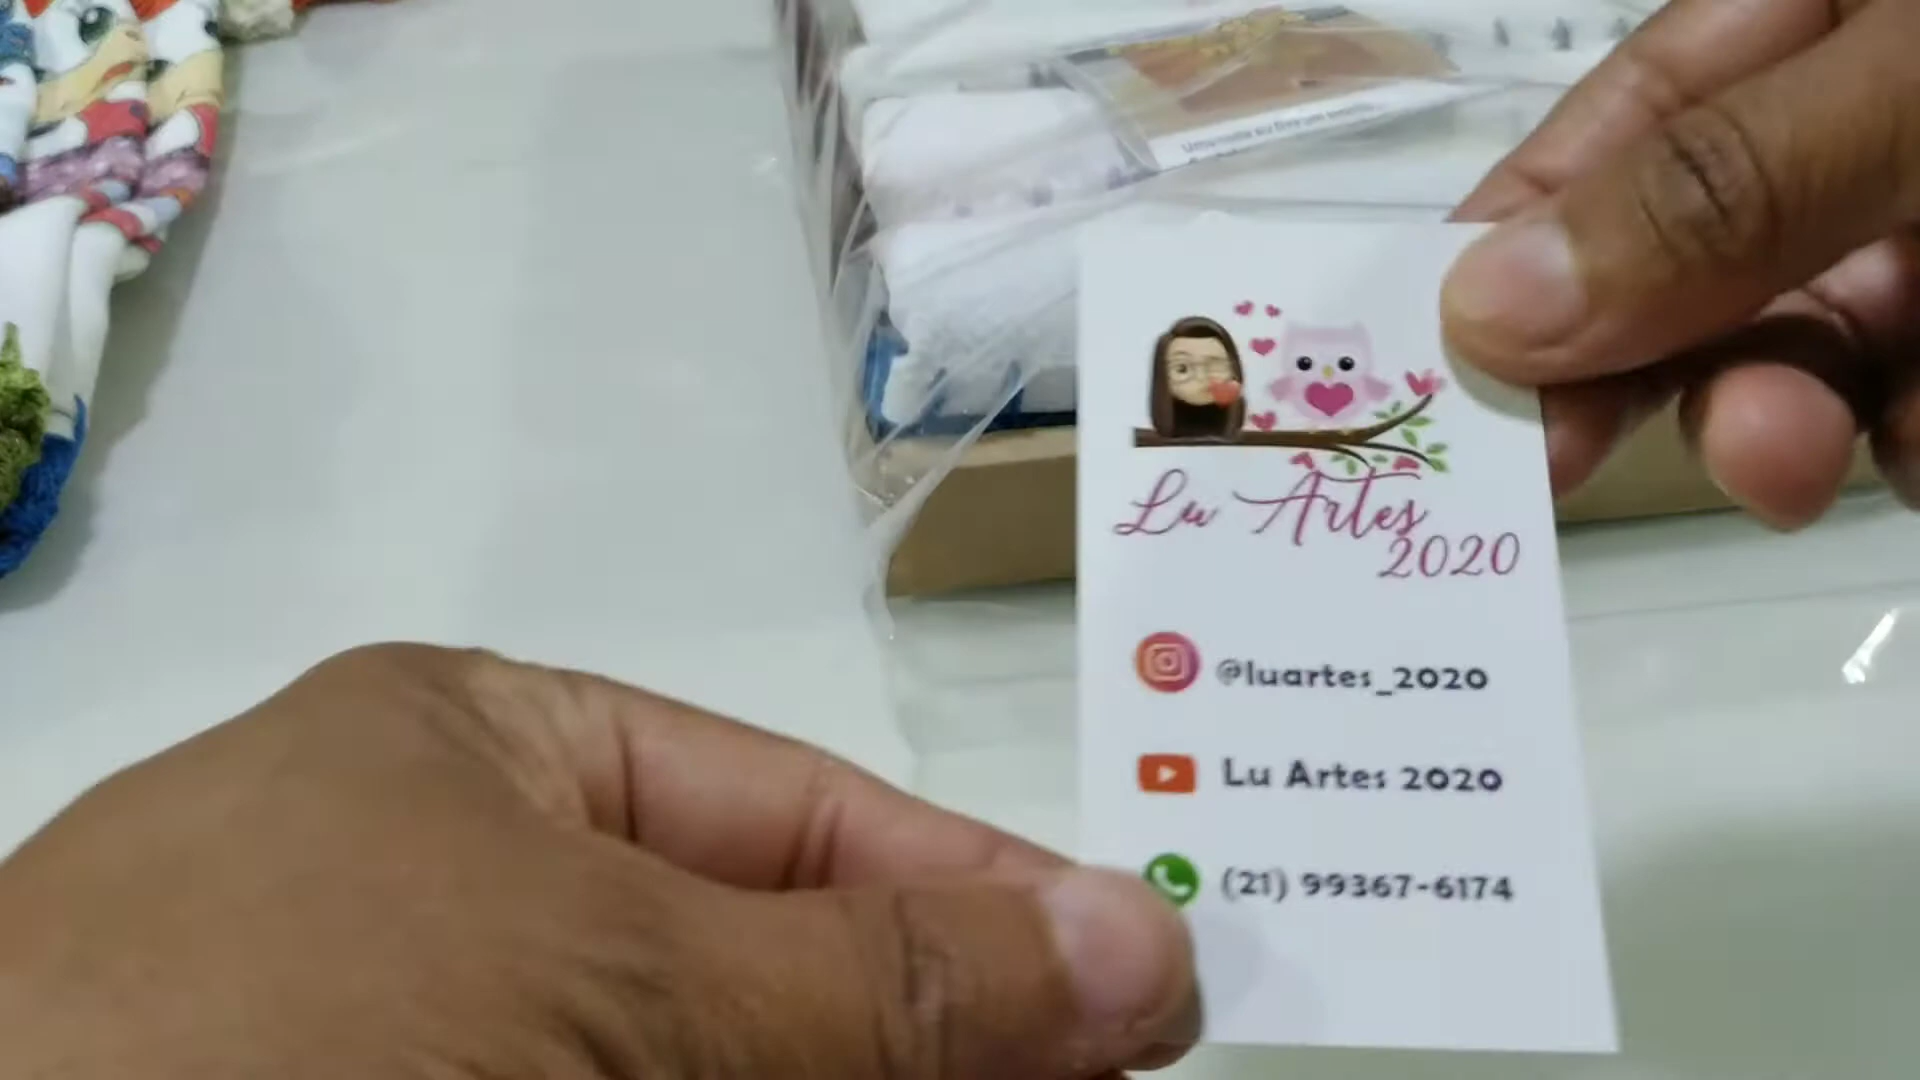 Lu Artes
2020
@luartes_2020
Lu Artes 2020
(21) 99367-6174